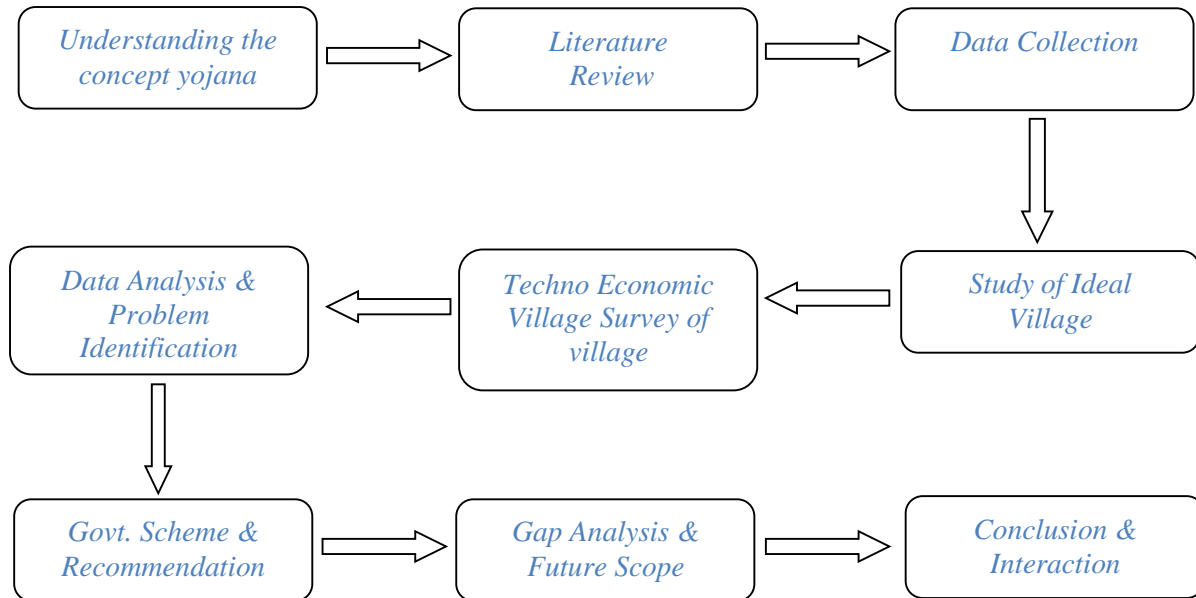 Understanding the
concept yojana
Literature
Review
Data Collection
Study of Ideal
Village
Techno Economic
Village Survey of
village
Data Analysis &
Problem
Identification
Govt. Scheme &
Recommendation
Gap Analysis &
Future Scope
Conclusion &
Interaction